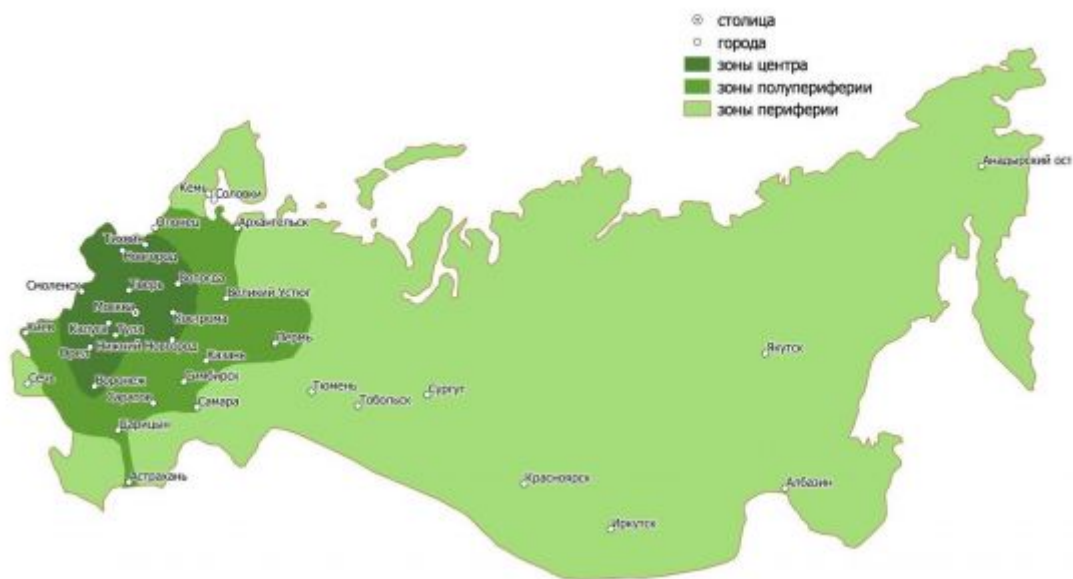 столица
города
зоны центра
зоны полупериферии
зоны периферии
Анадырский ост
Кемь
Соловки
Олонец
Архангельск
Тихвин
Новгород
Смоленск
Тверь
Вологда
Великий Устюг
Москва
Кострома
Киев
Калуга
Тула
Пермь
Орел
Нижний Новгород
Казань
Якутск
Сечь
Воронеж
Симбирск
Тюмень
Сургут
Саратов
Самара
Тобольск
Царицын
Астрахань
Красноярск
Албазин
Иркутск